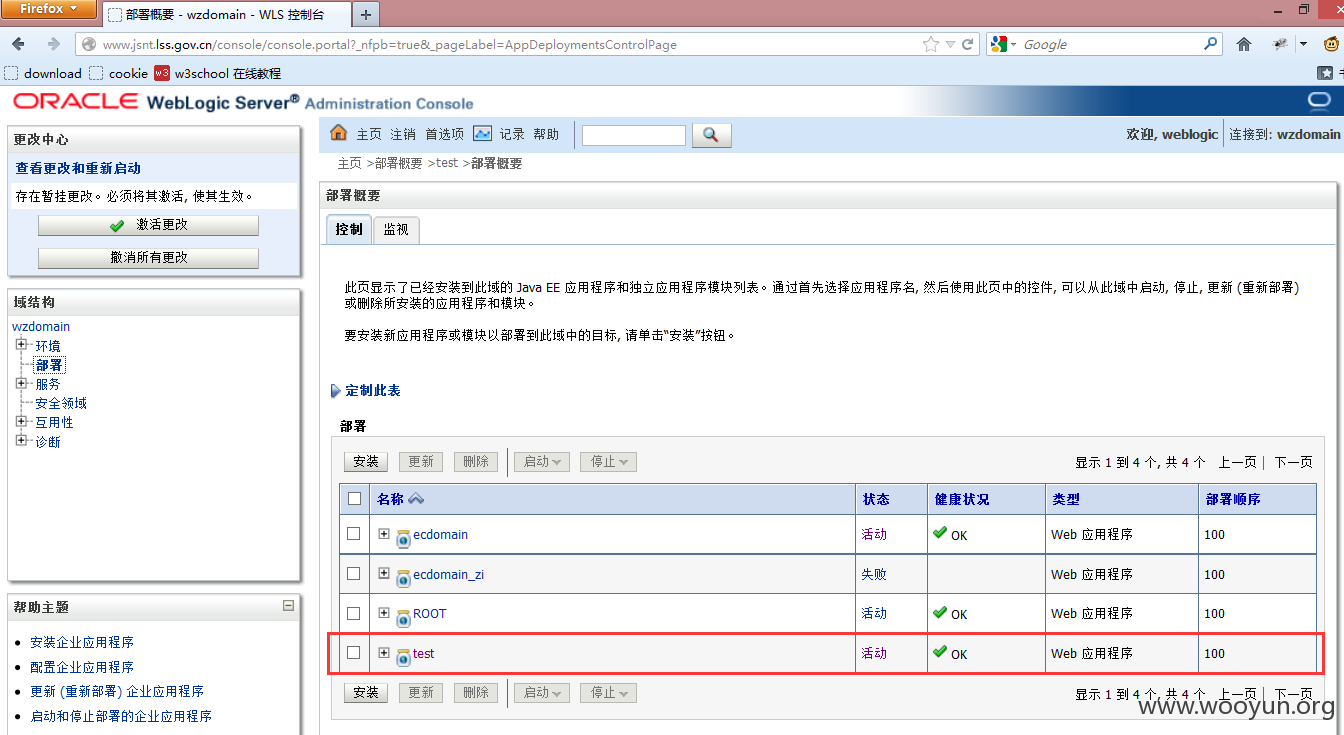 Firefox
部署概要 - wzdomain - WLS 控制台
www.jsnt.lss.gov.cn/console/console.portal?_nfpb=true&_pageLabel=AppDeploymentsControlPage
Google
download cookie w3 w3school 在线教程
ORACLE WebLogic Server® Administration Console
更改中心
查看更改和重新启动
存在暂挂更改。必须将其激活, 使其生效。
激活更改
撤消所有更改
域结构
wzdomain
环境
部署
服务
安全领域
互用性
诊断
帮助主题
安装企业应用程序
配置企业应用程序
更新 (重新部署) 企业应用程序
启动和停止部署的企业应用程序
主页 注销 首选项 记录 帮助
欢迎, weblogic 连接到: wzdomain
主页 >部署概要 >test >部署概要
部署概要
控制 监视
此页显示了已经安装到此域的 Java EE 应用程序和独立应用程序模块列表。通过首先选择应用程序名, 然后使用此页中的控件, 可以从此域中启动, 停止, 更新 (重新部署)
或删除所安装的应用程序和模块。
要安装新应用程序或模块以部署到此域中的目标, 请单击“安装”按钮。
定制此表
部署
安装 更新 删除 启动 停止 显示 1 到 4 个, 共 4 个 上一页 | 下一页
名称 状态 健康状况 类型 部署顺序
ecdomain 活动 OK Web 应用程序 100
ecdomain_zi 失败 Web 应用程序 100
ROOT 活动 OK Web 应用程序 100
test 活动 OK Web 应用程序 100
安装 更新 删除 启动 停止 显示 1 到 4 个, 共 4 个 上一页 | 下一页
www.wooyun.org